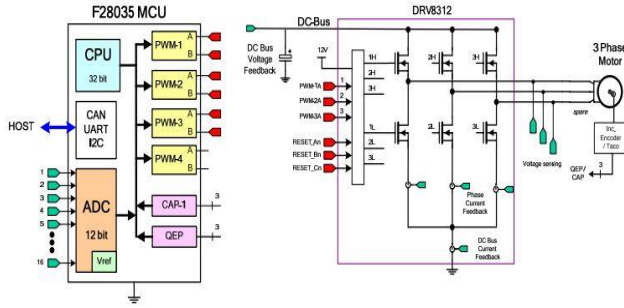 F28035 MCU
CPU
32 bit
CAN
UART
I2C
HOST
ADC
12 bit
Vref
1
2
3
4
5
16
PWM-1
A
B
PWM-2
A
B
PWM-3
A
B
PWM-4
A
B
CAP-1
3
QEP
3
DC-Bus
DRV8312
DC Bus
Voltage
Feedback
12V
PWM-1A
1
PWM-2A
2
PWM-3A
3
RESET_An
RESET_Bn
RESET_Cn
1H
2H
3H
1L
2L
3L
2H
3H
2L
3L
Phase
Current
Feedback
DC Bus
Current
Feedback
3 Phase
Motor
spare
Voltage sensing
Inc,
Encoder
/ Taco
QEP/
CAP
3